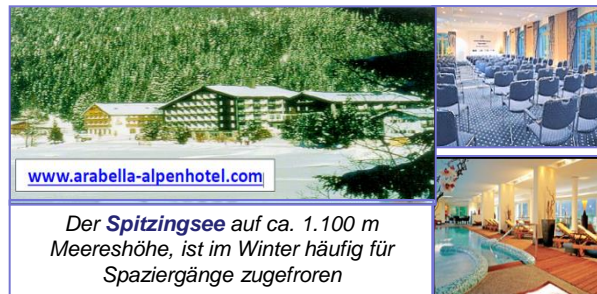 www.arabella-alpenhotel.com
Der Spitzingsee auf ca. 1.100 m
Meereshöhe, ist im Winter häufig für
Spaziergänge zugefroren